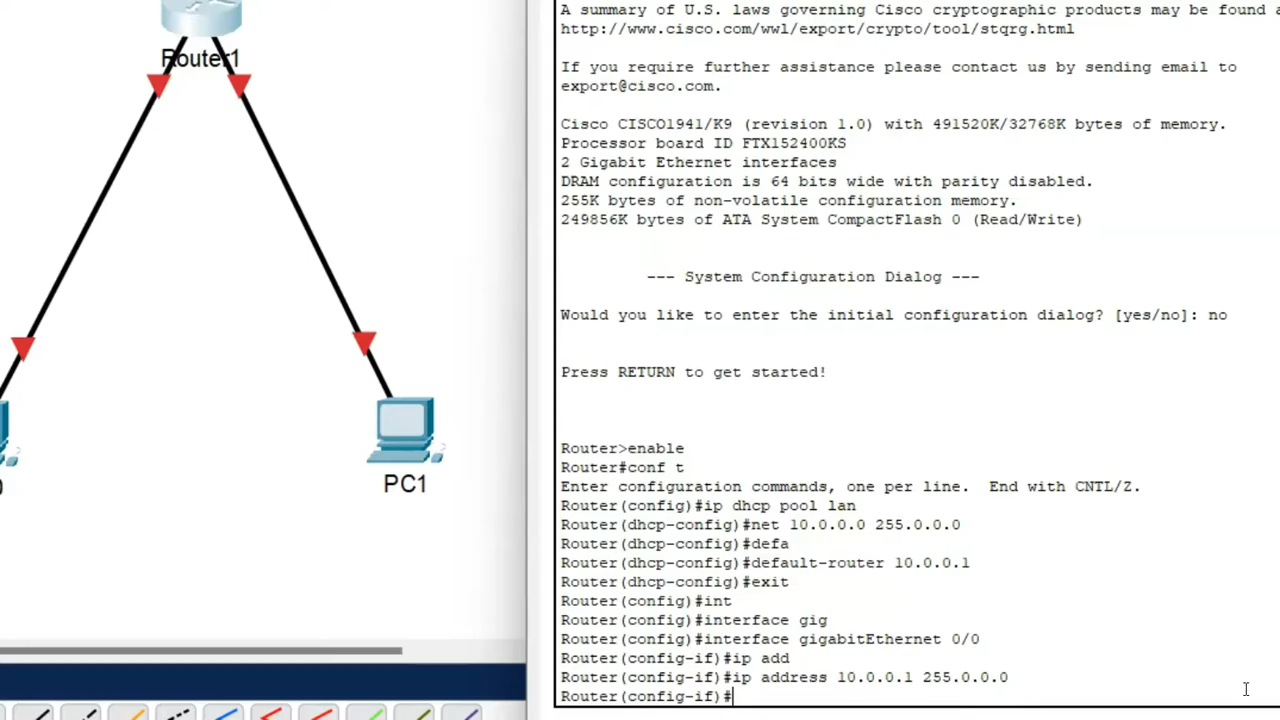 Router1
PC1
A summary of U.S. laws governing Cisco cryptographic products may be found a
http://www.cisco.com/wwl/export/crypto/tool/stqrg.html
If you require further assistance please contact us by sending email to
export@cisco.com.
Cisco CISCO1941/K9 (revision 1.0) with 491520K/32768K bytes of memory.
Processor board ID FTX152400KS
2 Gigabit Ethernet interfaces
DRAM configuration is 64 bits wide with parity disabled.
255K bytes of non-volatile configuration memory.
249856K bytes of ATA System CompactFlash 0 (Read/Write)
--- System Configuration Dialog ---
Would you like to enter the initial configuration dialog? [yes/no]: no
Press RETURN to get started!
Router>enable
Router#conf t
Enter configuration commands, one per line.  End with CNTL/Z.
Router(config)#ip dhcp pool lan
Router(dhcp-config)#net 10.0.0.0 255.0.0.0
Router(dhcp-config)#defa
Router(dhcp-config)#default-router 10.0.0.1
Router(dhcp-config)#exit
Router(config)#int
Router(config)#interface gig
Router(config)#interface gigabitEthernet 0/0
Router(config-if)#ip add
Router(config-if)#ip address 10.0.0.1 255.0.0.0
Router(config-if)#